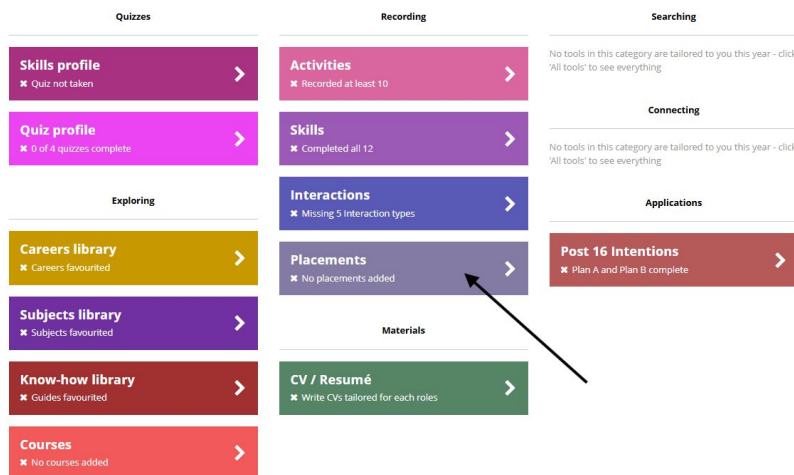 Quizzes
Skills profile
✖ Quiz not taken
Quiz profile
✖ 0 of 4 quizzes complete
Exploring
Careers library
✖ Careers favourited
Subjects library
✖ Subjects favourited
Know-how library
✖ Guides favourited
Courses
✖ No courses added
Recording
Activities
✖ Recorded at least 10
Skills
✖ Completed all 12
Interactions
✖ Missing 5 Interaction types
Placements
✖ No placements added
Materials
CV / Resumé
✖ Write CVs tailored for each roles
Searching
No tools in this category are tailored to you this year - click
'All tools' to see everything
Connecting
No tools in this category are tailored to you this year - click
'All tools' to see everything
Applications
Post 16 Intentions
✖ Plan A and Plan B complete